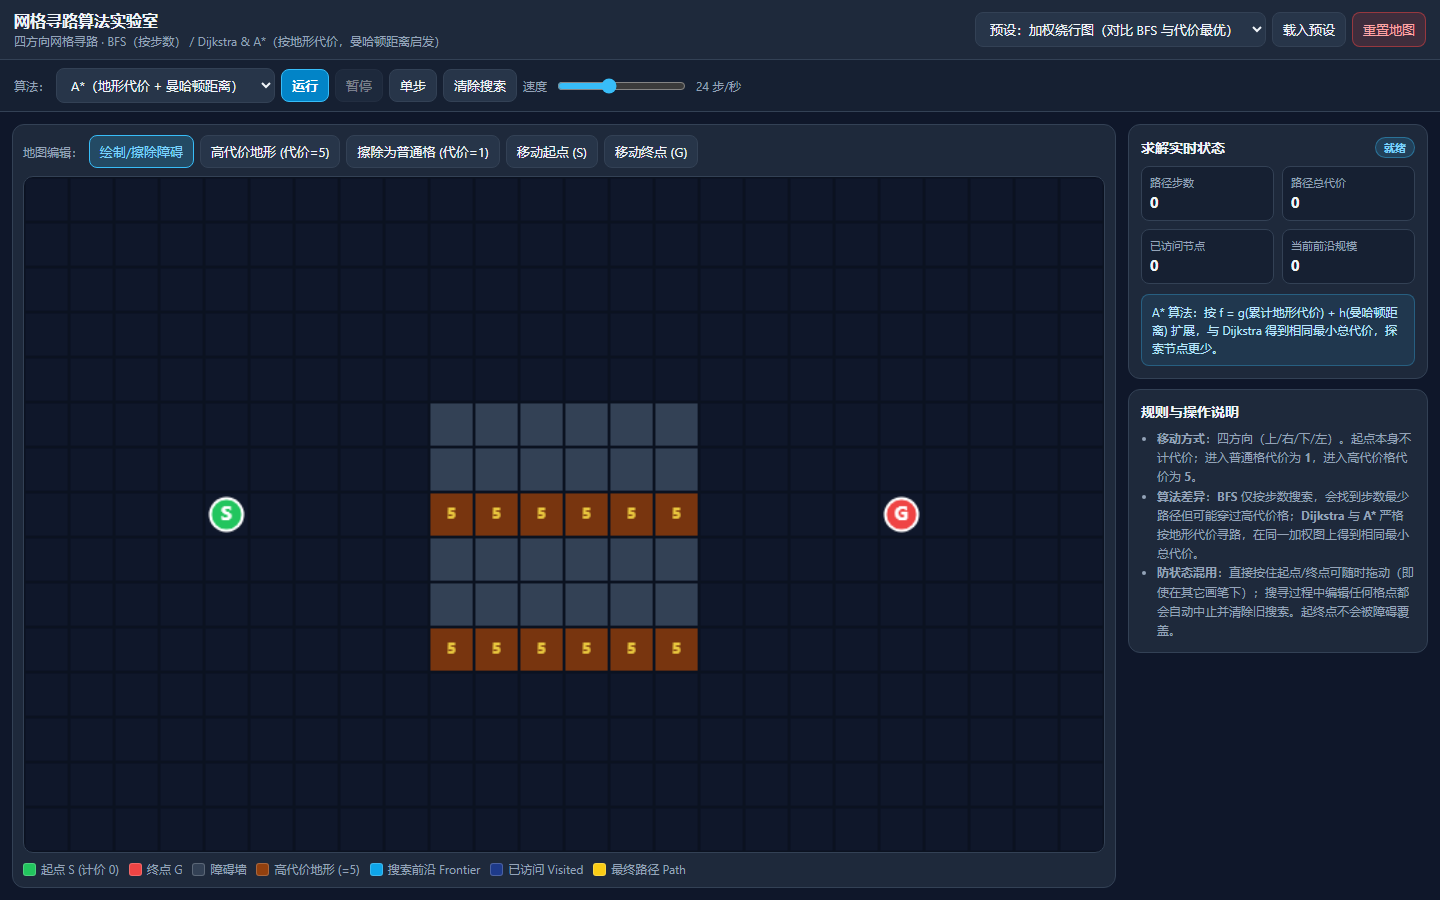 网格寻路算法实验室
四方向网格寻路 · BFS（按步数） / Dijkstra & A*（按地形代价，曼哈顿距离启发）
预设：加权绕行图（对比 BFS 与代价最优）
载入预设
重置地图
算法：
A*（地形代价 + 曼哈顿距离）
运行
暂停
单步
清除搜索
速度
24 步/秒
地图编辑：
绘制/擦除障碍
高代价地形 (代价=5)
擦除为普通格 (代价=1)
移动起点 (S)
移动终点 (G)
S
5 5 5 5 5 5
G
5 5 5 5 5 5
起点 S (计价 0)
终点 G
障碍墙
高代价地形 (=5)
搜索前沿 Frontier
已访问 Visited
最终路径 Path
求解实时状态
就绪
路径步数
0
路径总代价
0
已访问节点
0
当前前沿规模
0
A* 算法：按 f = g(累计地形代价) + h(曼哈顿距
离) 扩展，与 Dijkstra 得到相同最小总代价，探
索节点更少。
规则与操作说明
• 移动方式：四方向（上/右/下/左）。起点本身不
计代价；进入普通格代价为 1，进入高代价格代
价为 5。
• 算法差异：BFS 仅按步数搜索，会找到步数最少
路径但可能穿过高代价格；Dijkstra 与 A* 严格
按地形代价寻路，在同一加权图上得到相同最小
总代价。
• 防状态混用：直接按住起点/终点可随时拖动（即
使在其它画笔下）；搜寻过程中编辑任何格点都
会自动中止并清除旧搜索。起终点不会被障碍覆
盖。